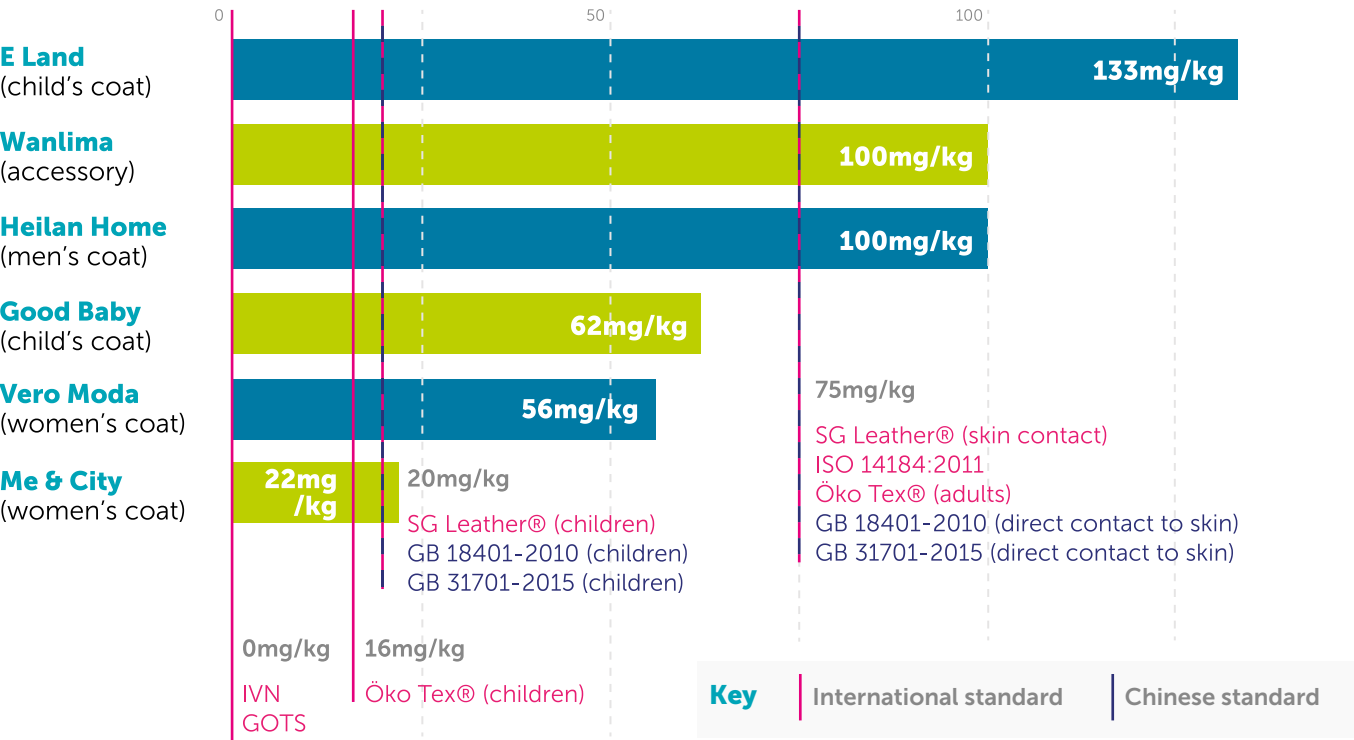 0
50
100
E Land
(child’s coat)
133mg/kg
Wanlima
(accessory)
100mg/kg
Heilan Home
(men’s coat)
100mg/kg
Good Baby
(child’s coat)
62mg/kg
Vero Moda
(women’s coat)
56mg/kg
Me & City
(women’s coat)
22mg
/kg
20mg/kg
SG Leather® (children)
GB 18401-2010 (children)
GB 31701-2015 (children)
75mg/kg
SG Leather® (skin contact)
ISO 14184:2011
Öko Tex® (adults)
GB 18401-2010 (direct contact to skin)
GB 31701-2015 (direct contact to skin)
0mg/kg
IVN
GOTS
16mg/kg
Öko Tex® (children)
Key
International standard
Chinese standard